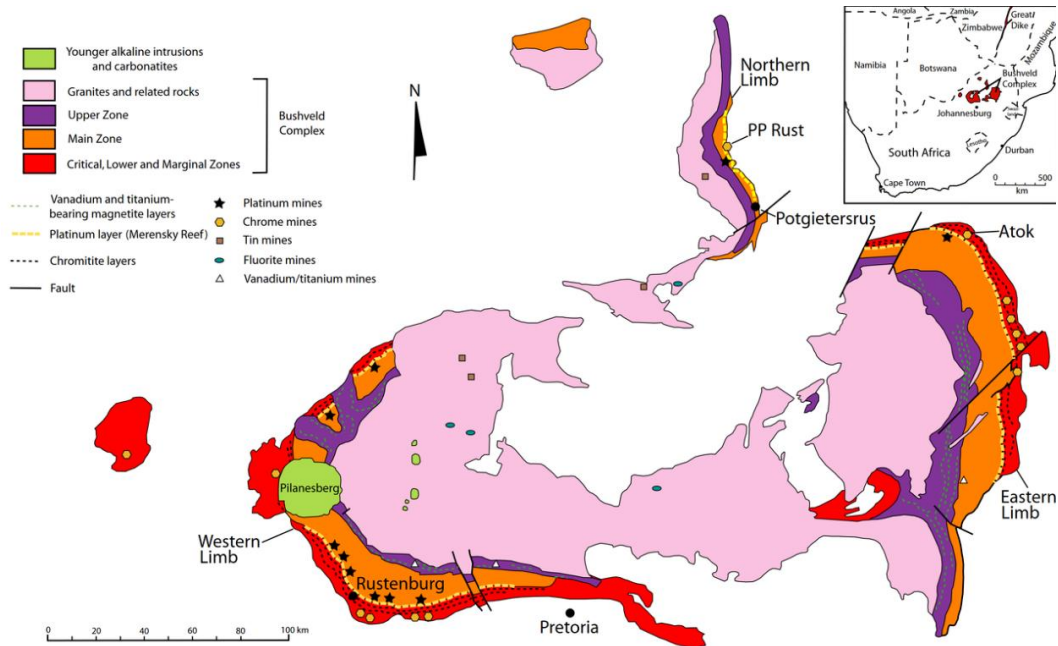 Younger alkaline intrusions
and carbonatites
Granites and related rocks
Upper Zone
Main Zone
Critical, Lower and Marginal Zones
Bushveld
Complex
Vanadium and titanium-
bearing magnetite layers
Platinum layer (Merensky Reef)
Chromitite layers
Fault
Platinum mines
Chrome mines
Tin mines
Fluorite mines
Vanadium/titanium mines
N
Northern
Limb
PP Rust
Potgietersrus
Angola
Zambia
Zimbabwe
Great
Dike
Mozambique
Namibia
Botswana
Bushveld
Complex
Johannesburg
South Africa
Lesotho
Durban
Cape Town
0 500
km
Atok
Pilanesberg
Western
Limb
Rustenburg
Eastern
Limb
Pretoria
0 20 40 60 80 100 km